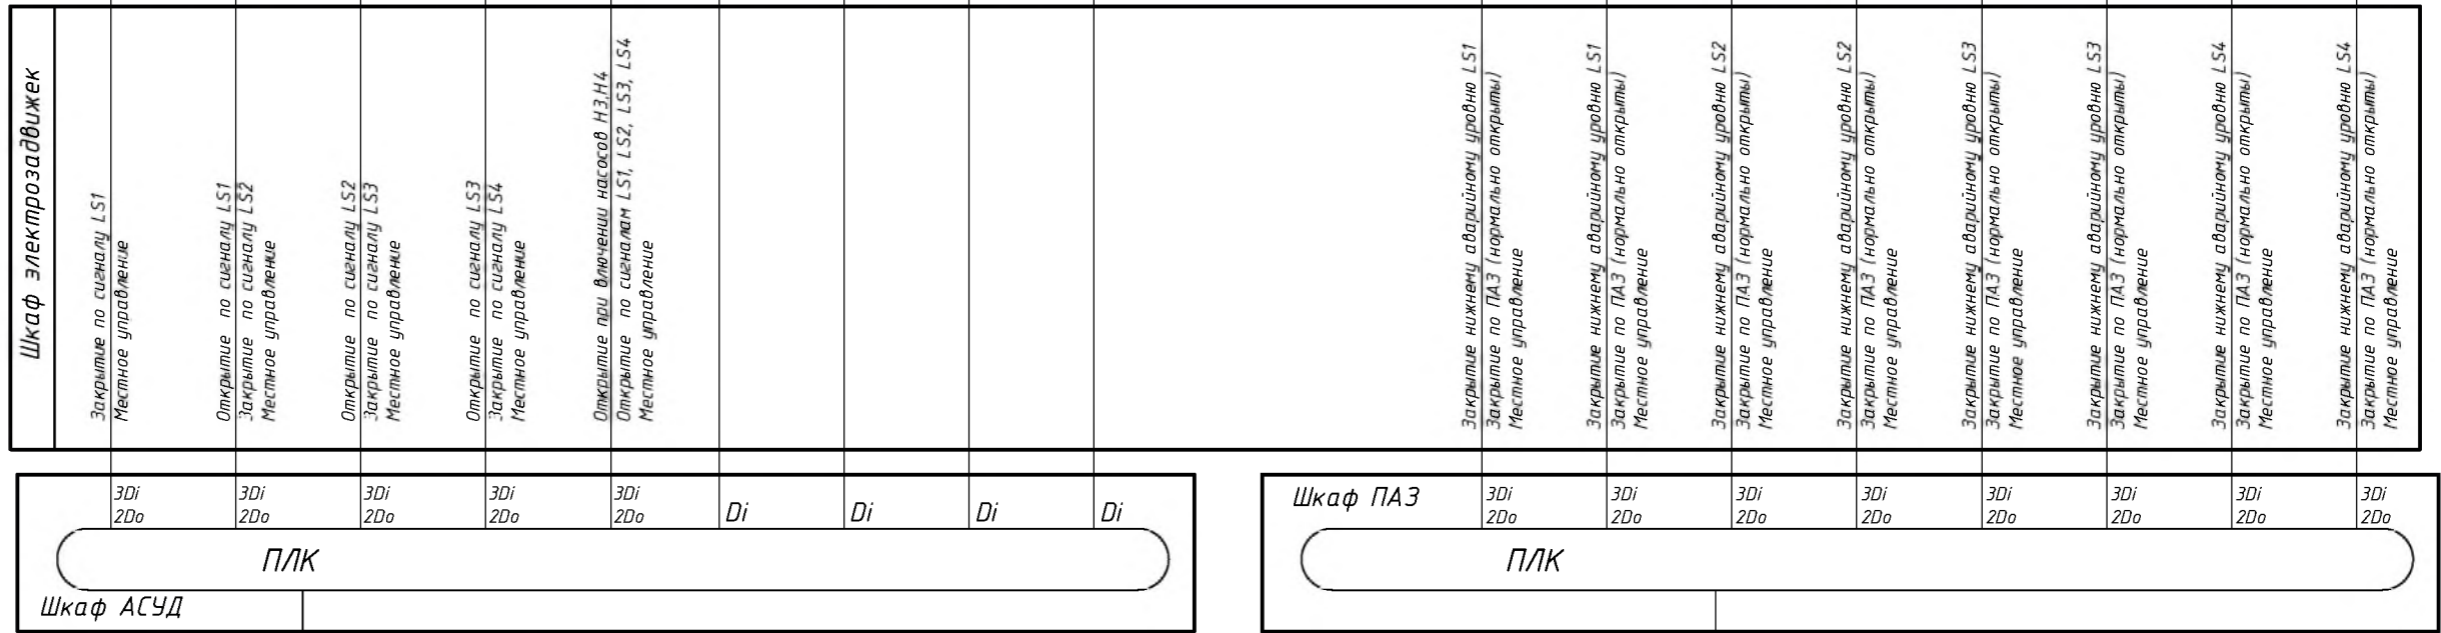 Шкаф электрозадвижек
Закрытие по сигналу LS1
Местное управление
Открытие по сигналу LS1
Закрытие по сигналу LS2
Местное управление
Открытие по сигналу LS2
Закрытие по сигналу LS3
Местное управление
Открытие по сигналу LS3
Закрытие по сигналу LS4
Местное управление
Открытие при влючении насосов Н3,Н4
Открытие по сигналам LS1, LS2, LS3, LS4
Местное управление
Закрытие нижнему аварийному уровню LS1
Закрытие по ПАЗ (нормально открыты)
Местное управление
Закрытие нижнему аварийному уровню LS1
Закрытие по ПАЗ (нормально открыты)
Местное управление
Закрытие нижнему аварийному уровню LS2
Закрытие по ПАЗ (нормально открыты)
Местное управление
Закрытие нижнему аварийному уровню LS2
Закрытие по ПАЗ (нормально открыты)
Местное управление
Закрытие нижнему аварийному уровню LS3
Закрытие по ПАЗ (нормально открыты)
Местное управление
Закрытие нижнему аварийному уровню LS3
Закрытие по ПАЗ (нормально открыты)
Местное управление
Закрытие нижнему аварийному уровню LS4
Закрытие по ПАЗ (нормально открыты)
Местное управление
Закрытие нижнему аварийному уровню LS4
Закрытие по ПАЗ (нормально открыты)
Местное управление
3Di
2Do
3Di
2Do
3Di
2Do
3Di
2Do
3Di
2Do
Di
Di
Di
Di
ПЛК
Шкаф АСУД
Шкаф ПАЗ
3Di
2Do
3Di
2Do
3Di
2Do
3Di
2Do
3Di
2Do
3Di
2Do
3Di
2Do
3Di
2Do
ПЛК